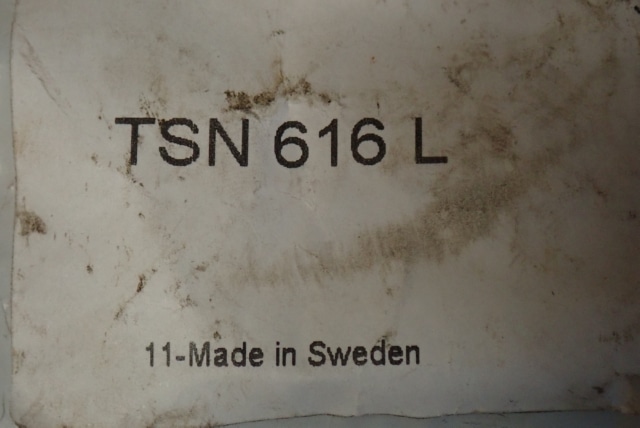 TSN 616 L
11-Made in Sweden